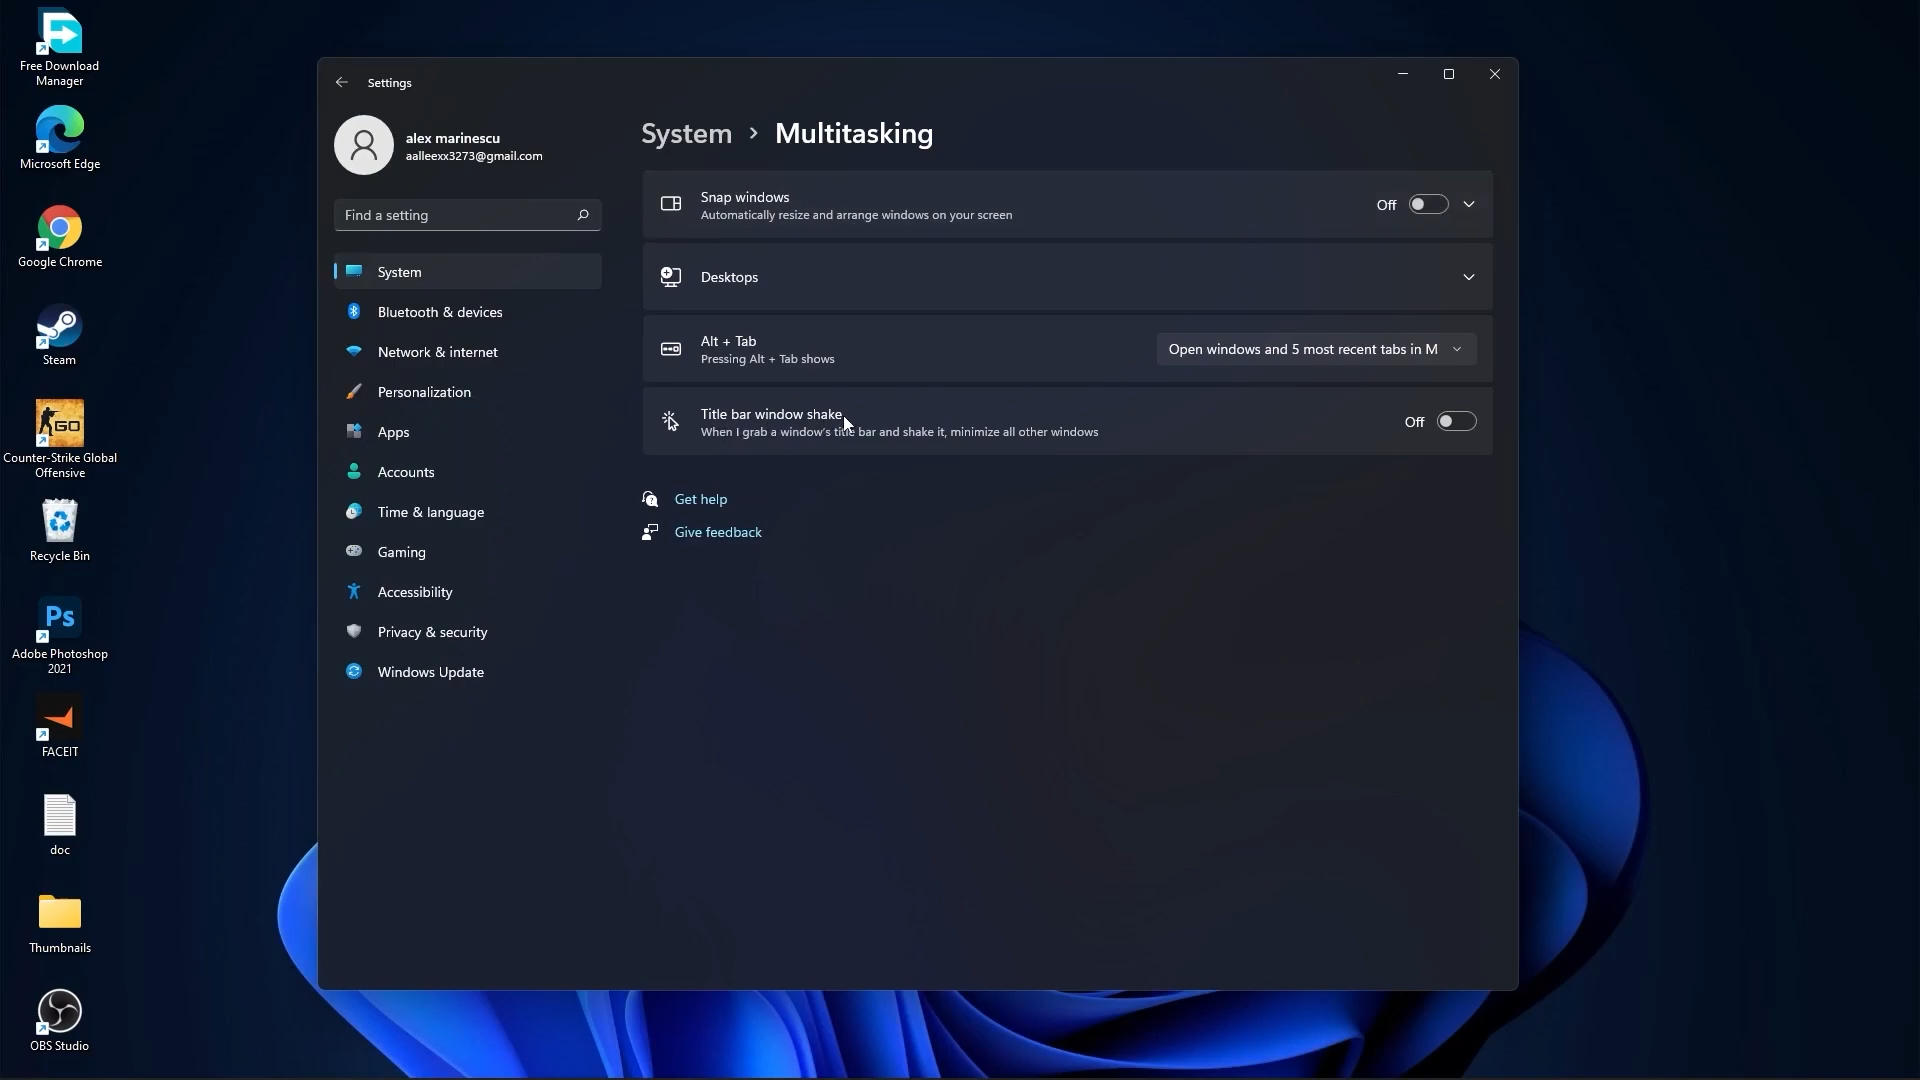 Free Download
Manager
Microsoft Edge
Google Chrome
Steam
GO
Counter-Strike Global
Offensive
Recycle Bin
Ps
Adobe Photoshop
2021
FACEIT
doc
Thumbnails
OBS Studio
Settings
alex marinescu
aalleexx3273@gmail.com
Find a setting
System
Bluetooth & devices
Network & internet
Personalization
Apps
Accounts
Time & language
Gaming
Accessibility
Privacy & security
Windows Update
System > Multitasking
Snap windows
Automatically resize and arrange windows on your screen
Off
Desktops
Alt + Tab
Pressing Alt + Tab shows
Open windows and 5 most recent tabs in M
Title bar window shake
When I grab a window's title bar and shake it, minimize all other windows
Off
Get help
Give feedback